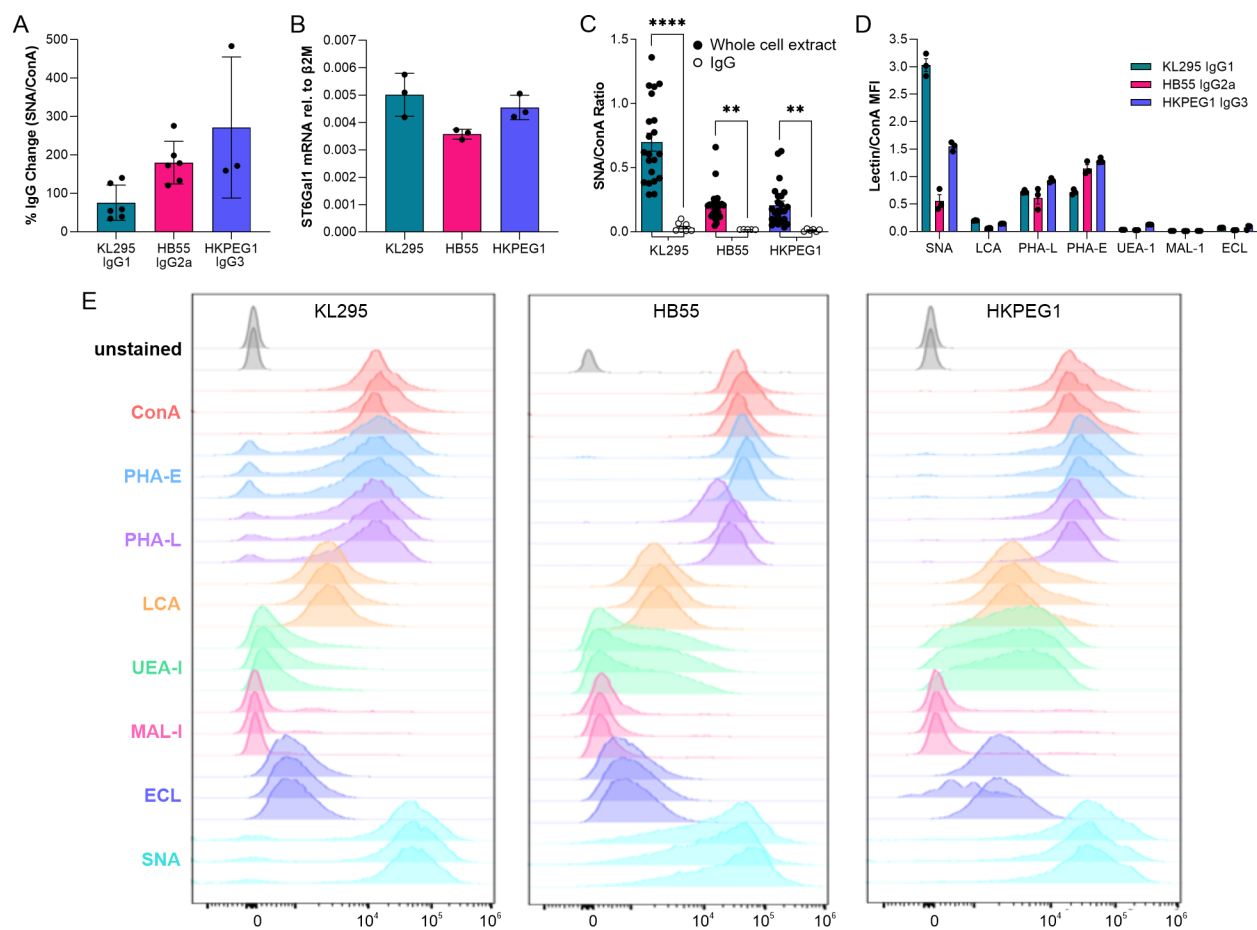 A
% IgG Change (SNA/ConA)
500
400
300
200
100
0
KL295 HB55 HKPEG1
IgG1 IgG2a IgG3
B
ST6Gal1 mRNA rel. to β2M
0.007
0.006
0.005
0.004
0.003
0.002
0.001
0.000
KL295 HB55 HKPEG1
C
SNA/ConA Ratio
1.5
1.0
0.5
0.0
****
**
**
Whole cell extract
IgG
KL295 HB55 HKPEG1
D
Lectin/ConA MFI
3.5
3.0
2.5
2.0
1.5
1.0
0.5
0.0
KL295 IgG1
HB55 IgG2a
HKPEG1 IgG3
SNA LCA PHA-L PHA-E UEA-1 MAL-1 ECL
E
KL295 HB55 HKPEG1
unstained
ConA
PHA-E
PHA-L
LCA
UEA-I
MAL-I
ECL
SNA
0 10⁴ 10⁵ 10⁶ 0 10⁴ 10⁵ 10⁶ 0 10⁴ 10⁵ 10⁶